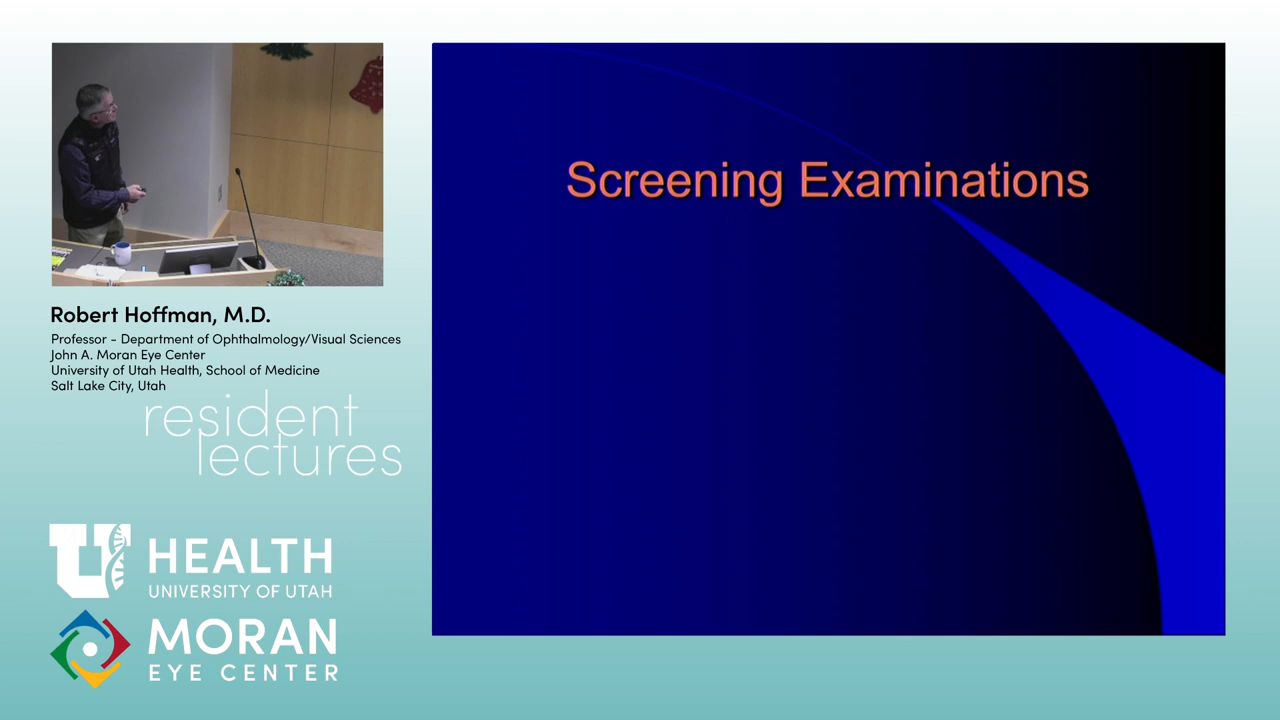 Screening Examinations
Robert Hoffman, M.D.
Professor - Department of Ophthalmology/Visual Sciences
John A. Moran Eye Center
University of Utah Health, School of Medicine
Salt Lake City, Utah
resident
lectures
U HEALTH
UNIVERSITY OF UTAH
MORAN
EYE CENTER